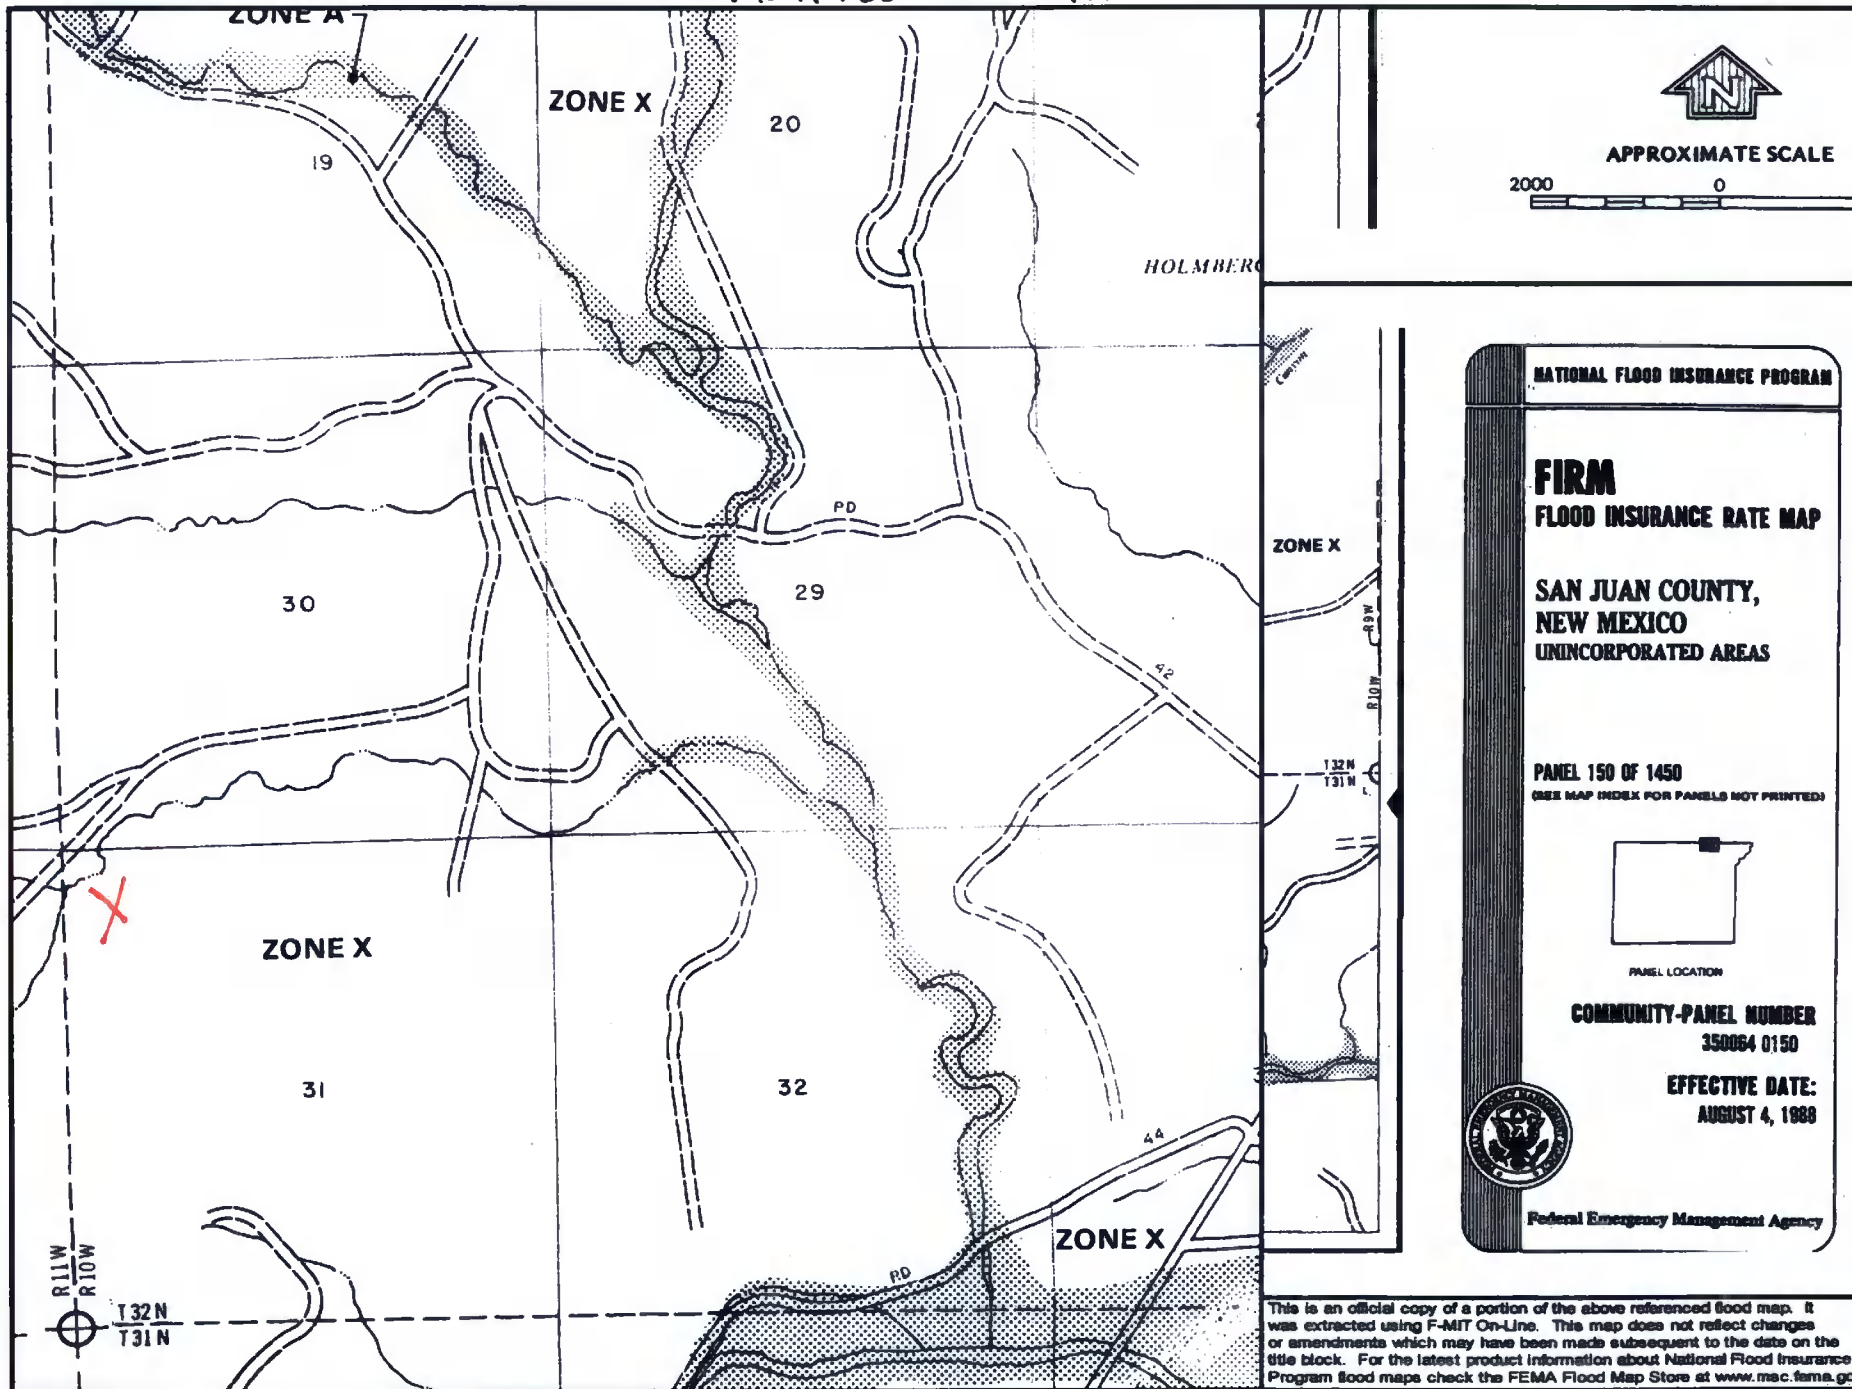 ZONE A
ZONE X
20
19
HOLMBERG
PD
30
29
42
ZONE X
31
32
44
ZONE X
PD
R11W
R10W
T32N
T31N
N
APPROXIMATE SCALE
2000 0
ZONE X
R9W
R10W
T32N
T31N
NATIONAL FLOOD INSURANCE PROGRAM
FIRM
FLOOD INSURANCE RATE MAP
SAN JUAN COUNTY,
NEW MEXICO
UNINCORPORATED AREAS
PANEL 150 OF 1450
(SEE MAP INDEX FOR PANELS NOT PRINTED)
PANEL LOCATION
COMMUNITY-PANEL NUMBER
350064 0150
EFFECTIVE DATE:
AUGUST 4, 1988
Federal Emergency Management Agency
This is an official copy of a portion of the above referenced flood map. It
was extracted using F-MIT On-Line. This map does not reflect changes
or amendments which may have been made subsequent to the date on the
title block. For the latest product information about National Flood Insurance
Program flood maps check the FEMA Flood Map Store at www.msc.fema.go